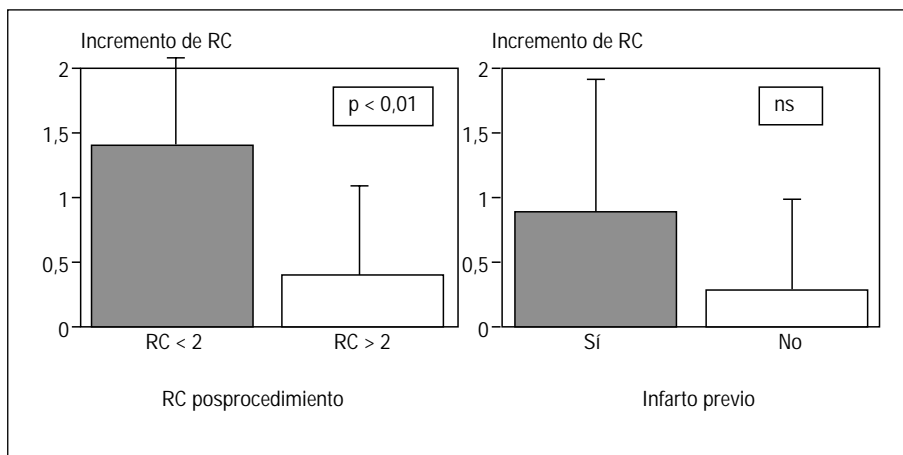 Incremento de RC
2
1,5
1
0,5
0
p < 0,01
RC < 2
RC > 2
RC posprocedimiento
Incremento de RC
2
1,5
1
0,5
0
ns
Sí
No
Infarto previo